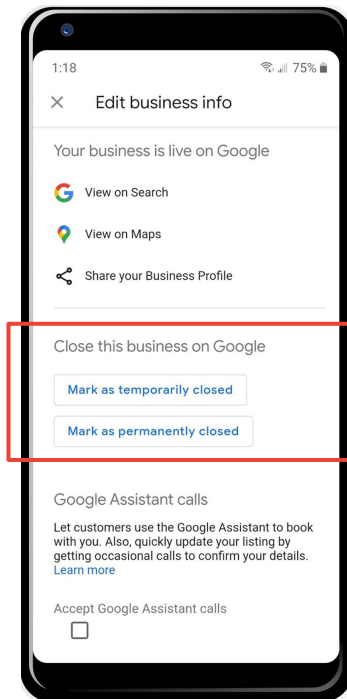 1:18 75%
Edit business info
Your business is live on Google
View on Search
View on Maps
Share your Business Profile
Close this business on Google
Mark as temporarily closed
Mark as permanently closed
Google Assistant calls
Let customers use the Google Assistant to book
with you. Also, quickly update your listing by
getting occasional calls to confirm your details.
Learn more
Accept Google Assistant calls